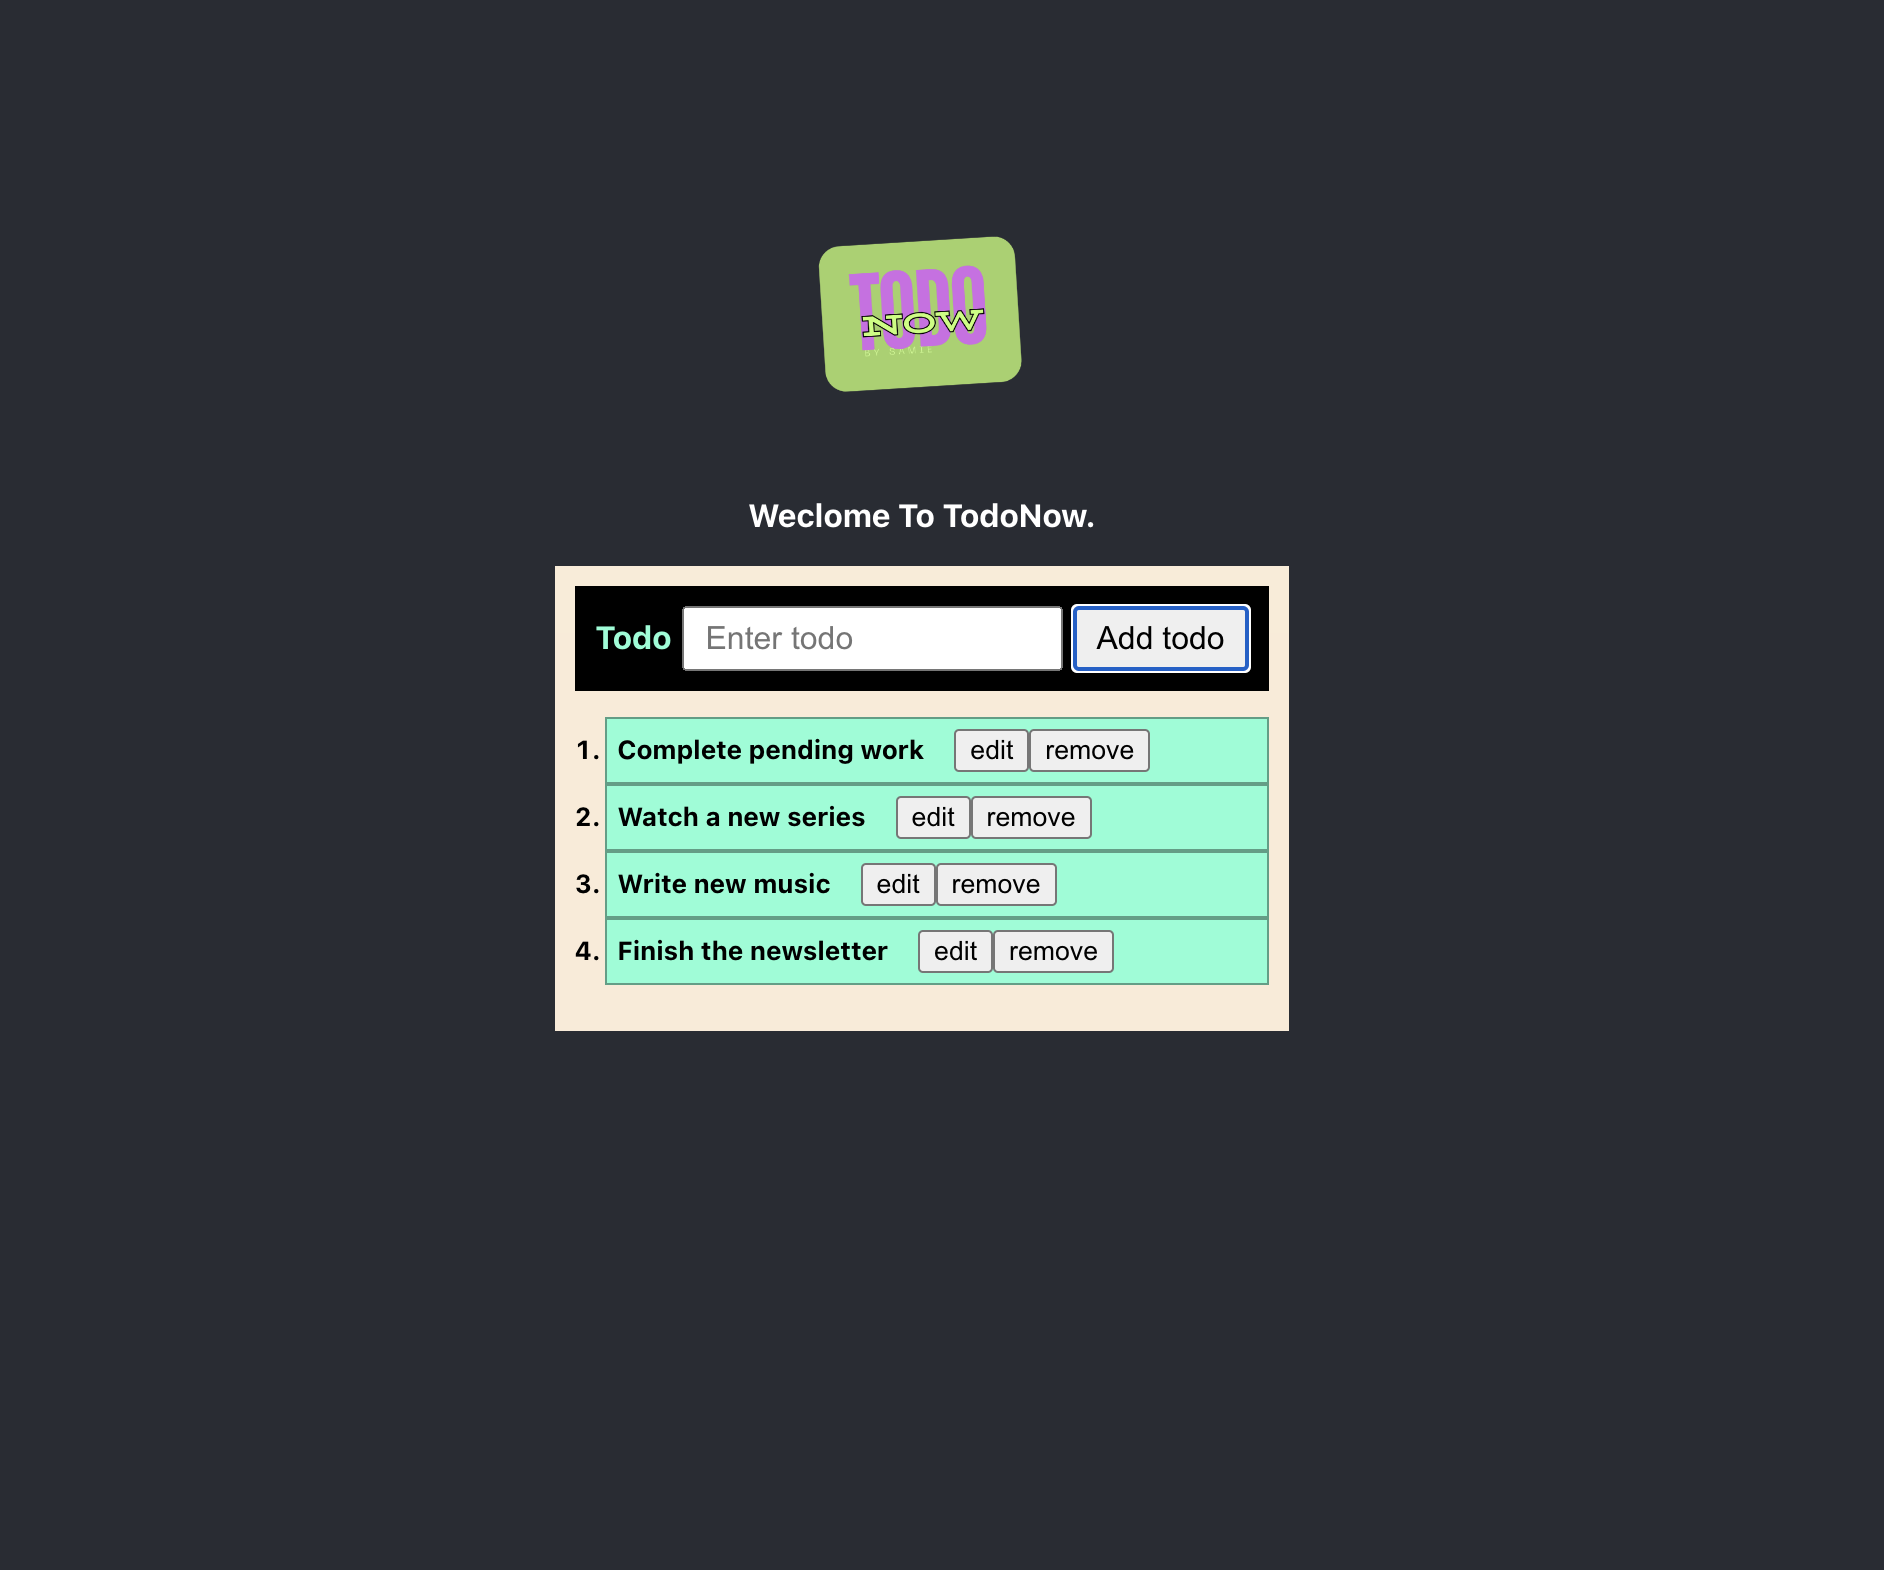 TODO
NOW
BY SAMIE
Weclome To TodoNow.
Todo Enter todo Add todo
1. Complete pending work edit remove
2. Watch a new series edit remove
3. Write new music edit remove
4. Finish the newsletter edit remove